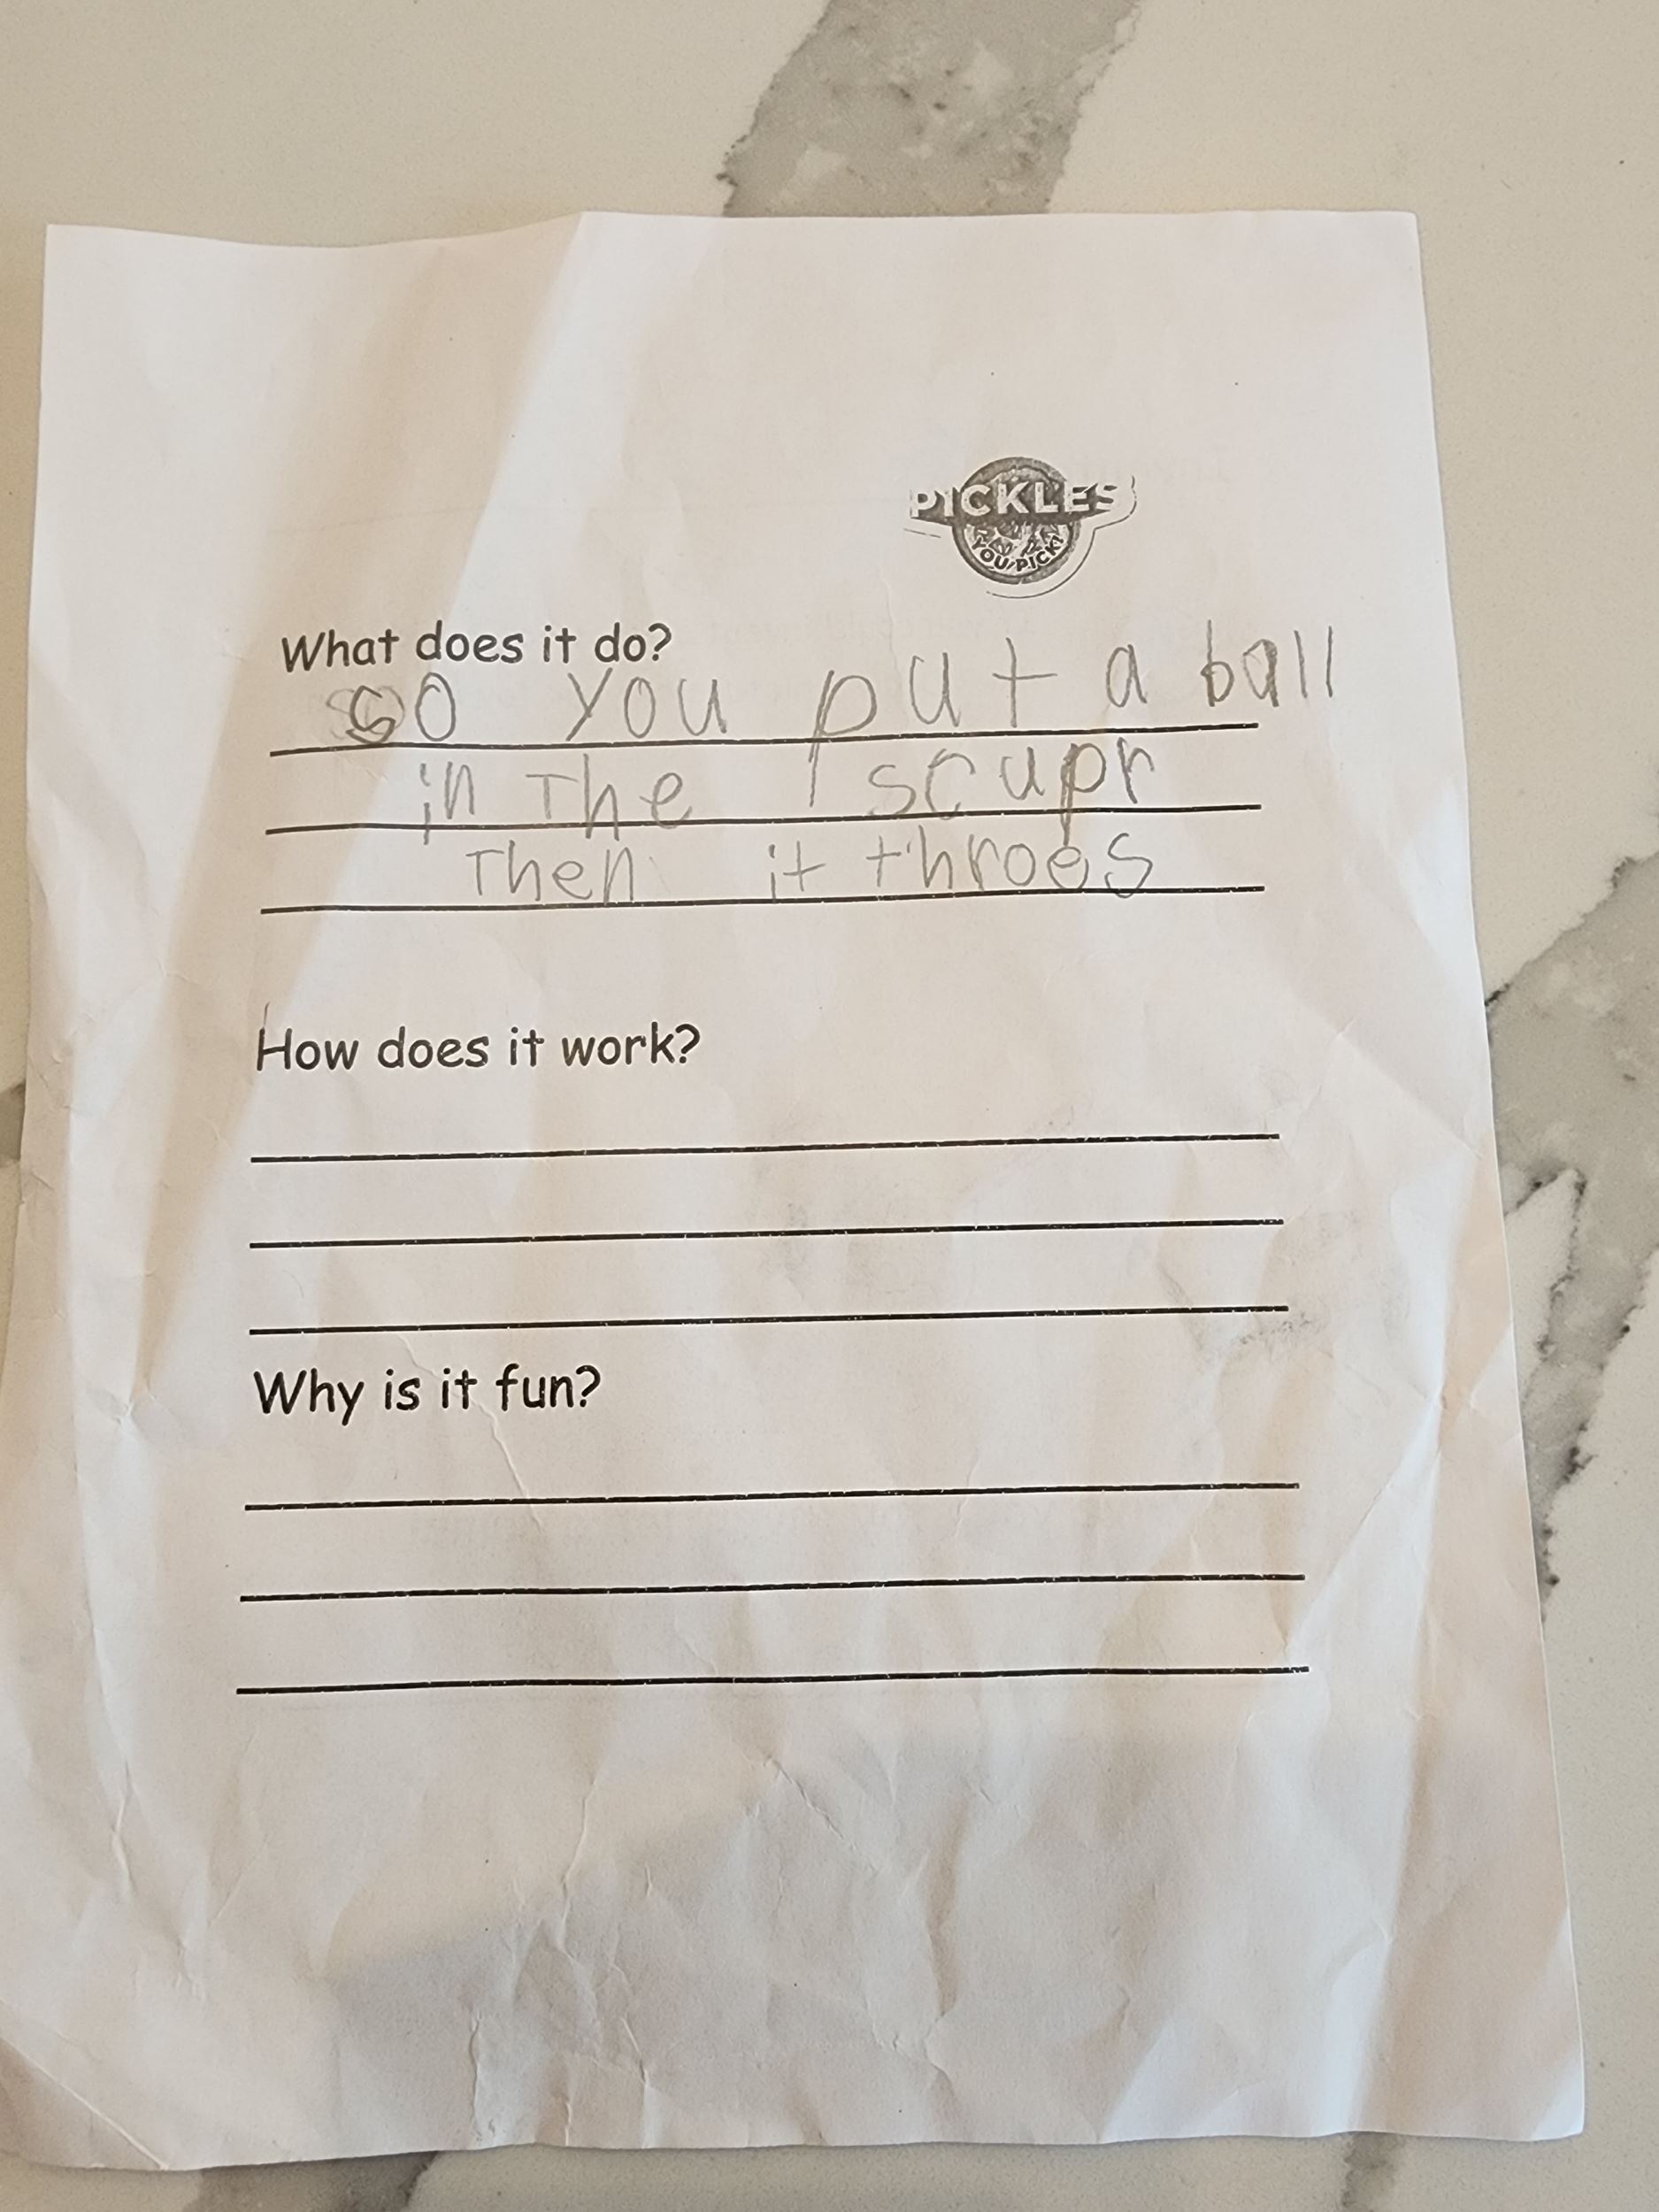 PICKLES
YOU PICK!
What does it do?
so you put a ball
in The scupr
Then it throes
How does it work?
Why is it fun?